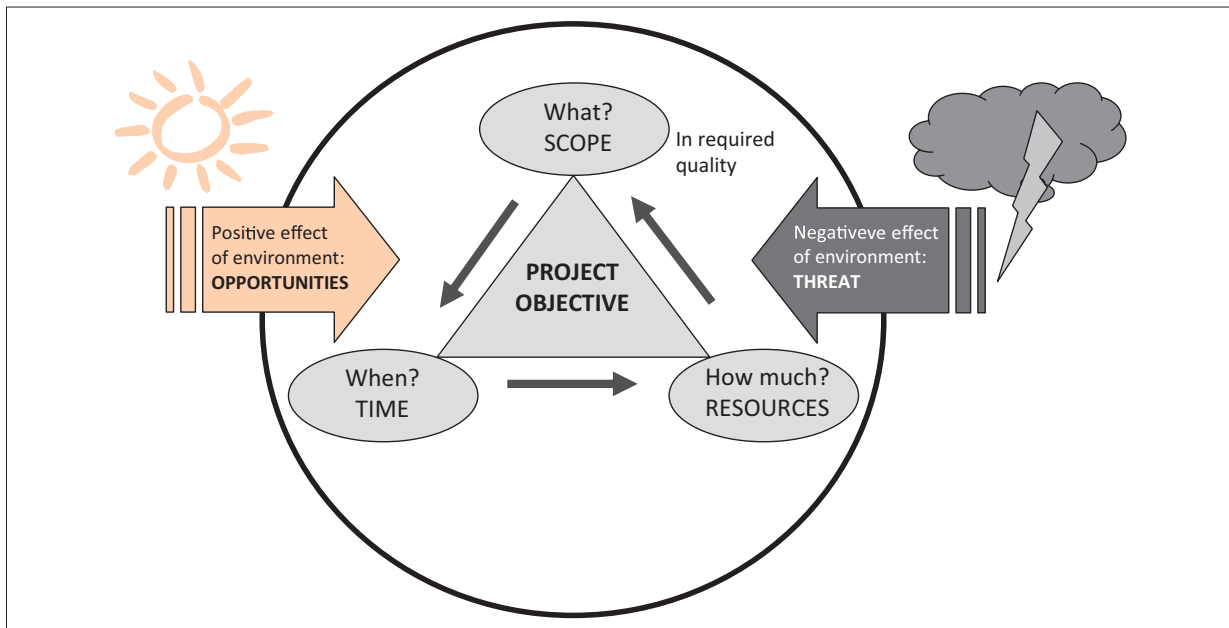 What?
SCOPE
In required
quality
Positive effect
of environment:
OPPORTUNITIES
Negativeve effect
of environment:
THREAT
PROJECT
OBJECTIVE
When?
TIME
How much?
RESOURCES